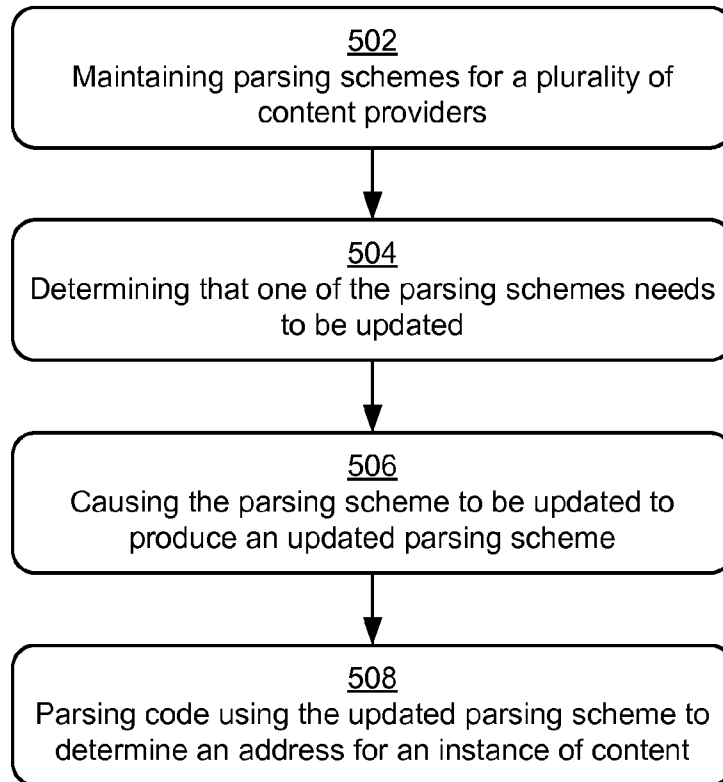 502
Maintaining parsing schemes for a plurality of
content providers
504
Determining that one of the parsing schemes needs
to be updated
506
Causing the parsing scheme to be updated to
produce an updated parsing scheme
508
Parsing code using the updated parsing scheme to
determine an address for an instance of content